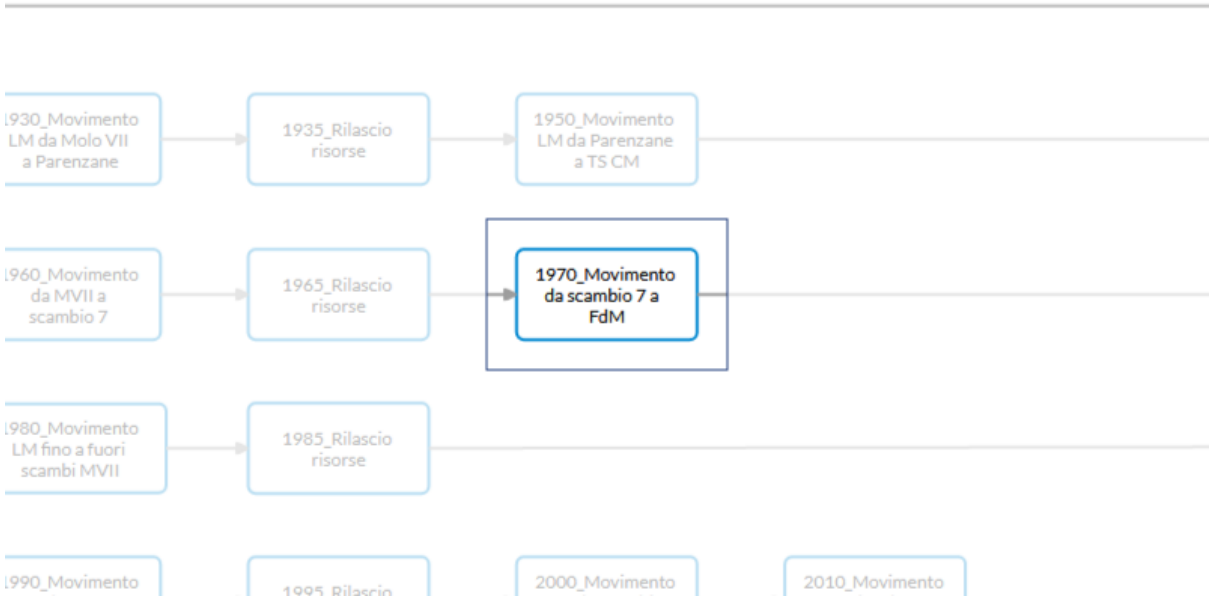 1930_Movimento
LM da Molo VII
a Parenzane
1935_Rilascio
risorse
1950_Movimento
LM da Parenzane
a TS CM
1960_Movimento
da MVII a
scambio 7
1965_Rilascio
risorse
1970_Movimento
da scambio 7 a
FdM
1980_Movimento
LM fino a fuori
scambi MVII
1985_Rilascio
risorse
1990_Movimento
1995_Rilascio
2000_Movimento
2010_Movimento